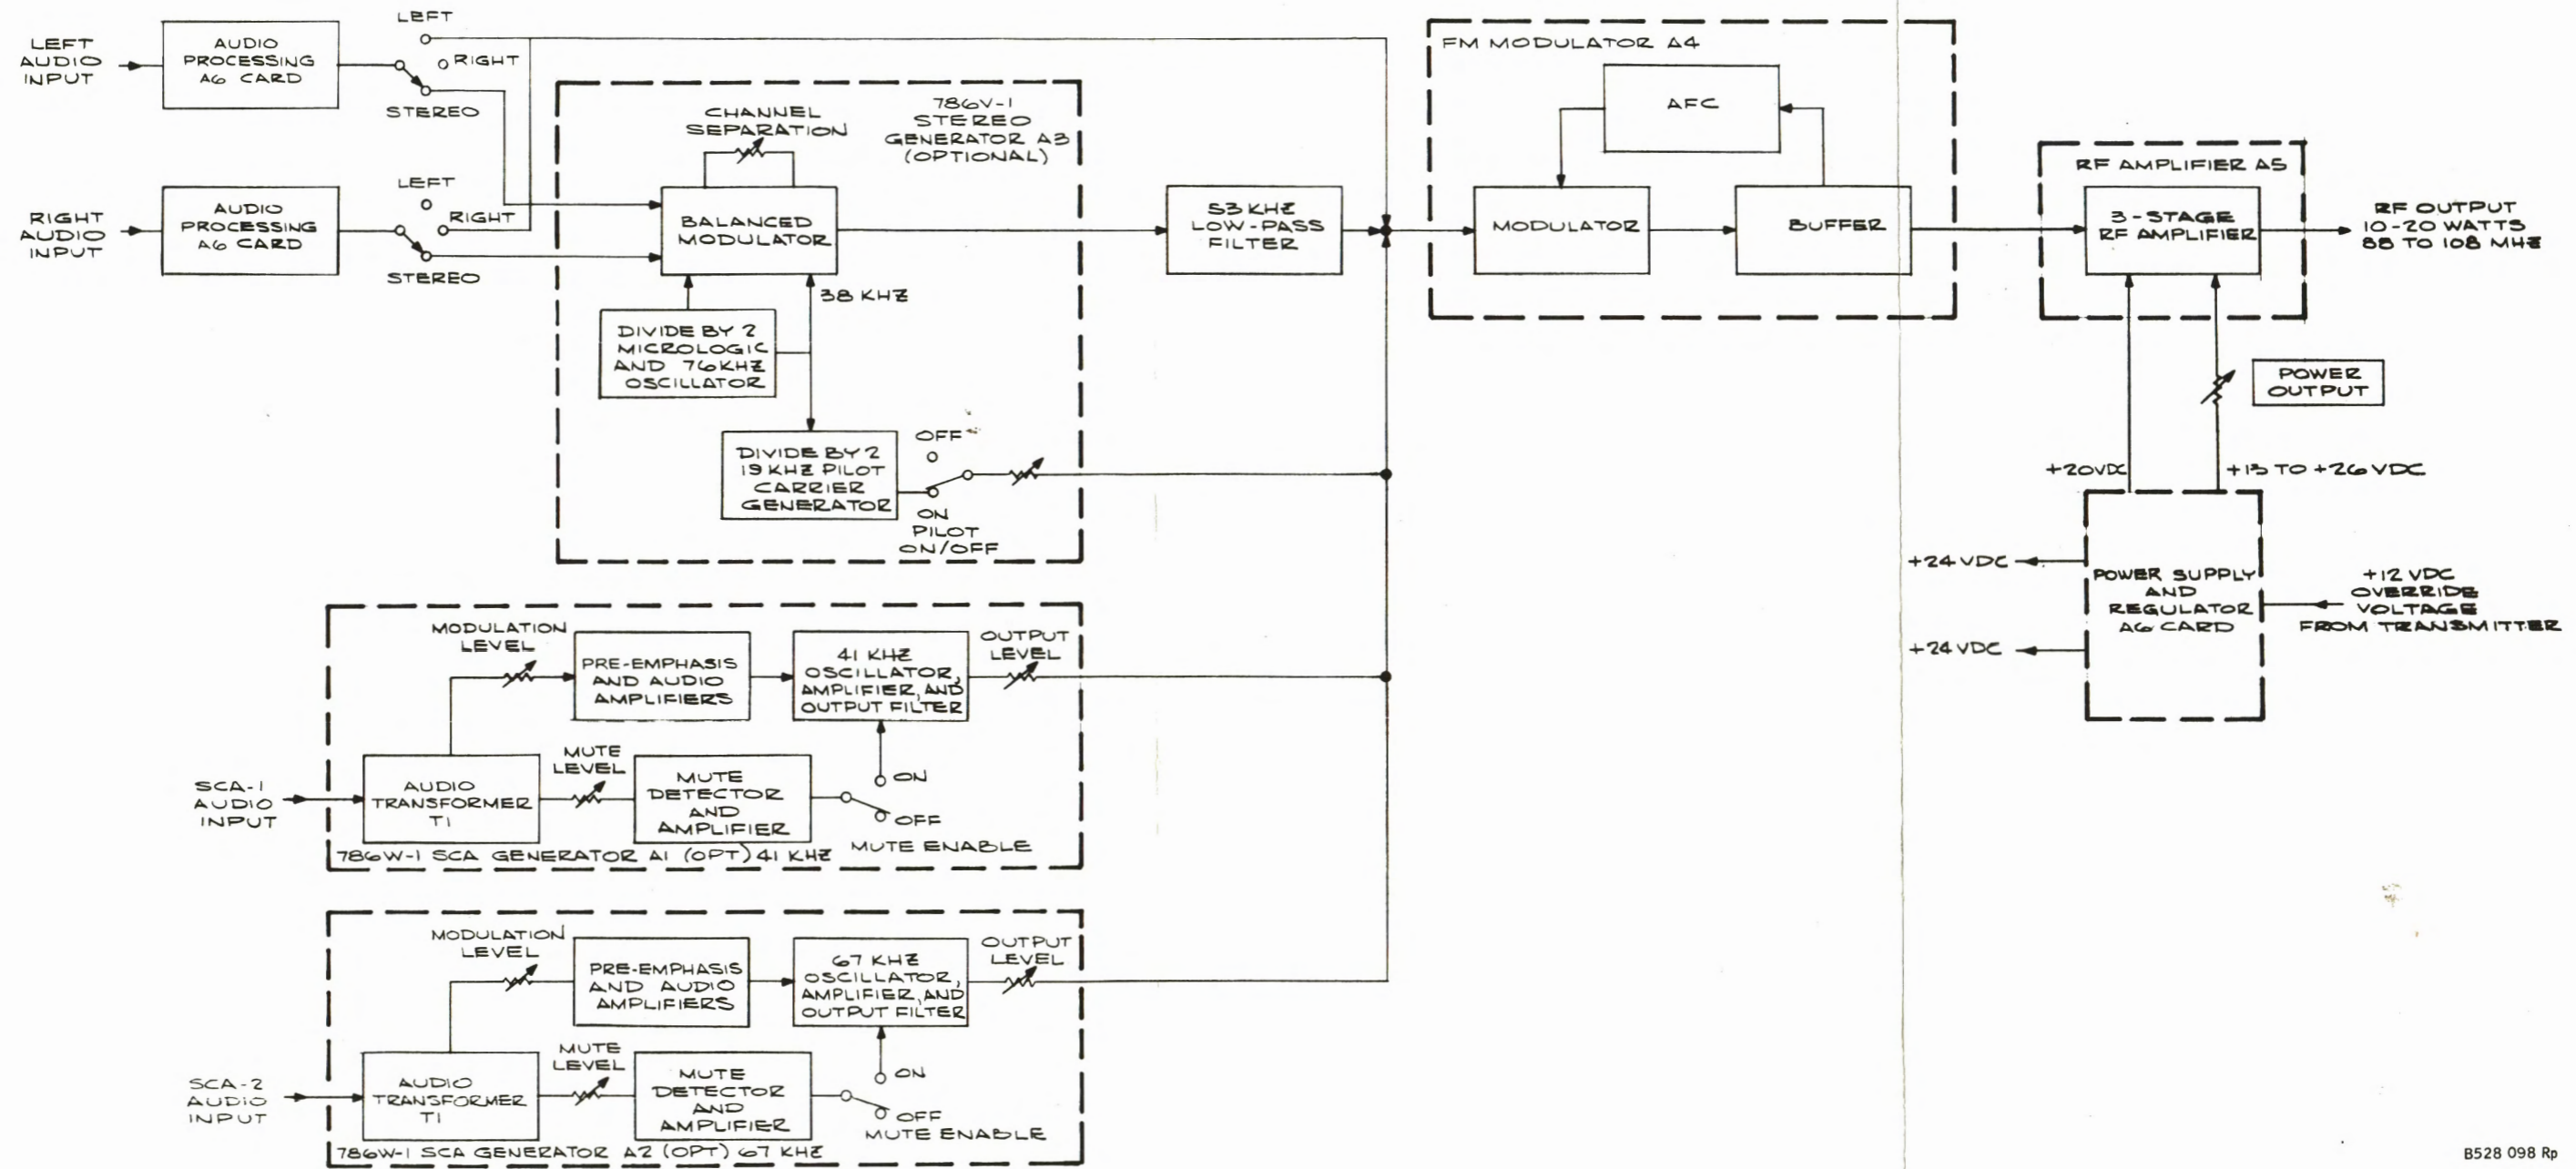 LEFT
AUDIO
INPUT
AUDIO
PROCESSING
A6 CARD
LEFT
RIGHT
STEREO
RIGHT
AUDIO
INPUT
AUDIO
PROCESSING
A6 CARD
LEFT
RIGHT
STEREO
786V-1
STEREO
GENERATOR A3
(OPTIONAL)
CHANNEL
SEPARATION
BALANCED
MODULATOR
38 KHZ
DIVIDE BY 2
MICROLOGIC
AND 76KHZ
OSCILLATOR
DIVIDE BY 2
19 KHZ PILOT
CARRIER
GENERATOR
OFF
ON
PILOT
ON/OFF
53 KHZ
LOW-PASS
FILTER
FM MODULATOR A4
AFC
MODULATOR
BUFFER
RF AMPLIFIER A5
3-STAGE
RF AMPLIFIER
RF OUTPUT
10-20 WATTS
88 TO 108 MHZ
POWER
OUTPUT
+20VDC
+13 TO +26 VDC
+24 VDC
+24 VDC
POWER SUPPLY
AND
REGULATOR
A6 CARD
+12 VDC
OVERRIDE
VOLTAGE
FROM TRANSMITTER
SCA-1
AUDIO
INPUT
AUDIO
TRANSFORMER
T1
MODULATION
LEVEL
PRE-EMPHASIS
AND AUDIO
AMPLIFIERS
41 KHZ
OSCILLATOR,
AMPLIFIER, AND
OUTPUT FILTER
OUTPUT
LEVEL
MUTE
LEVEL
MUTE
DETECTOR
AND
AMPLIFIER
ON
OFF
MUTE ENABLE
786W-1 SCA GENERATOR A1 (OPT) 41 KHZ
SCA-2
AUDIO
INPUT
AUDIO
TRANSFORMER
T1
MODULATION
LEVEL
PRE-EMPHASIS
AND AUDIO
AMPLIFIERS
67 KHZ
OSCILLATOR,
AMPLIFIER, AND
OUTPUT FILTER
OUTPUT
LEVEL
MUTE
LEVEL
MUTE
DETECTOR
AND
AMPLIFIER
ON
OFF
MUTE ENABLE
786W-1 SCA GENERATOR A2 (OPT) 67 KHZ
B528 098 Rp